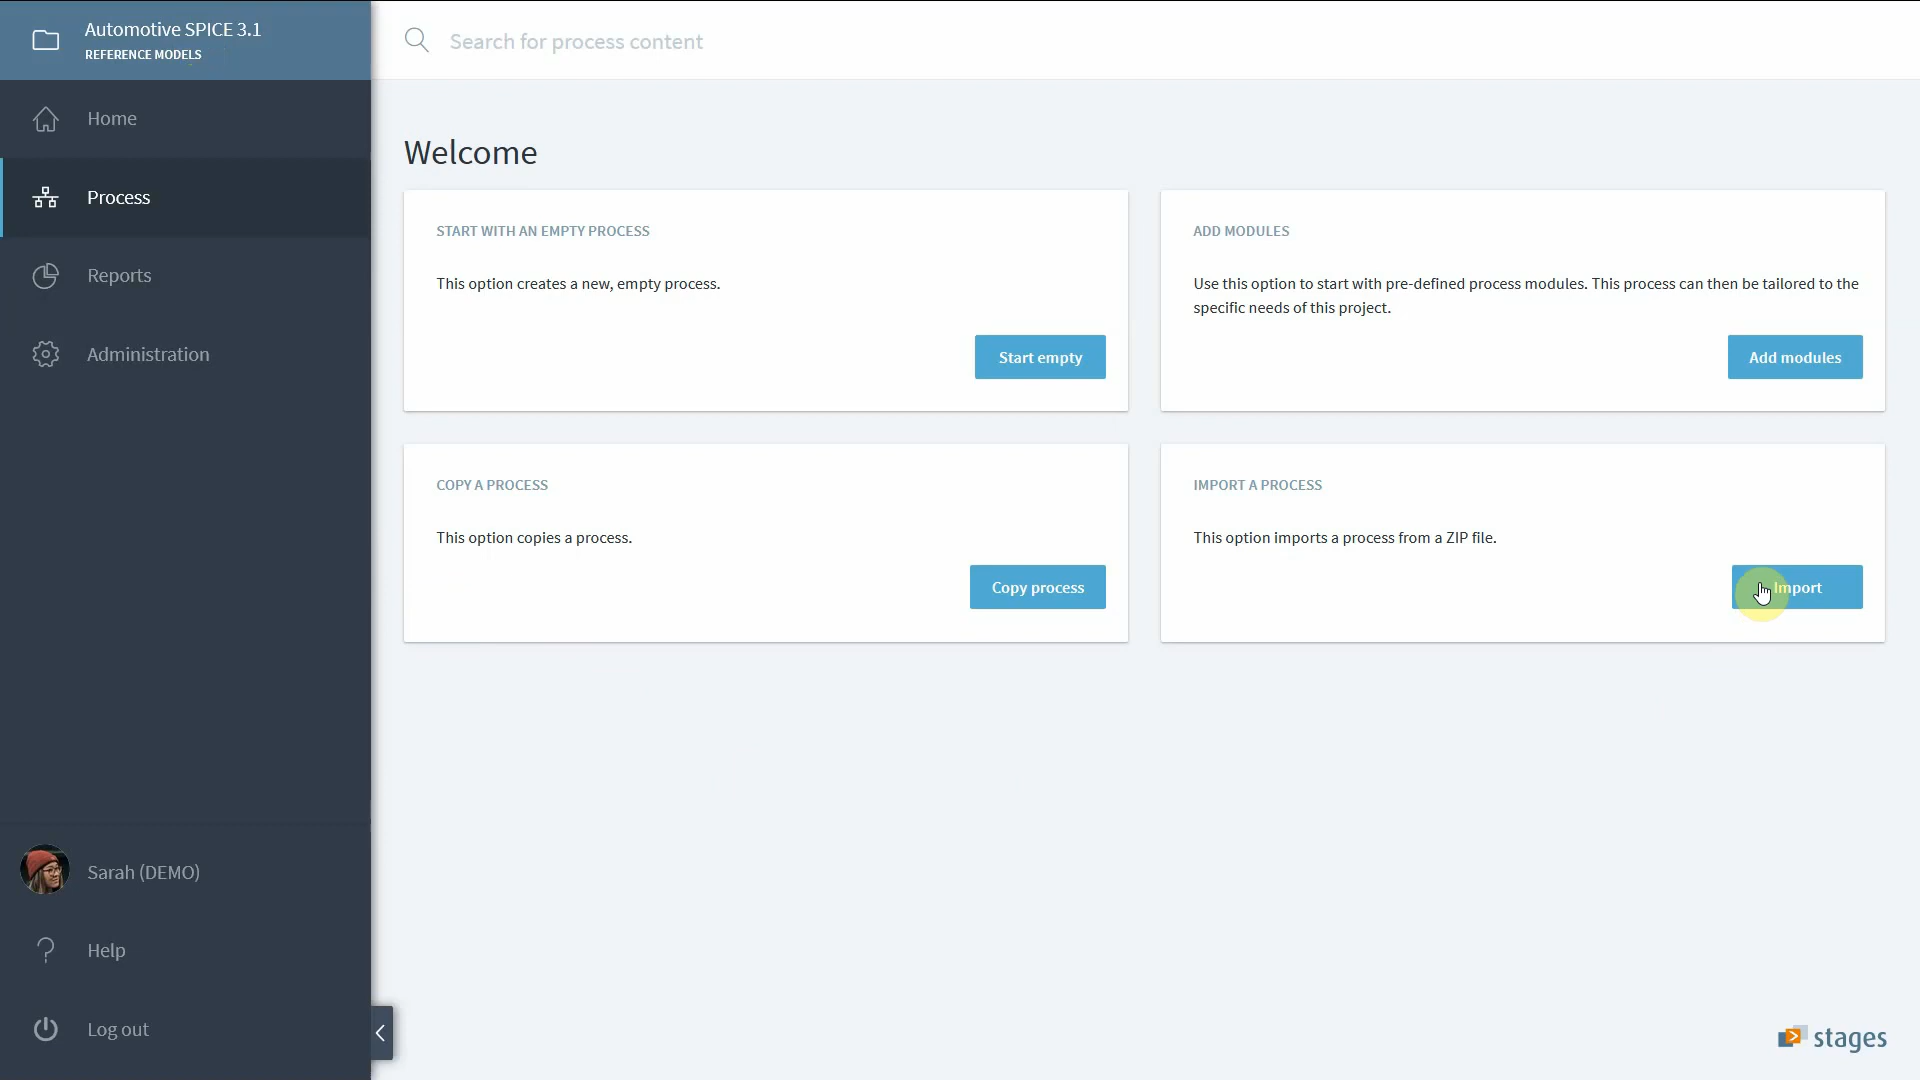 Automotive SPICE 3.1
REFERENCE MODELS
Search for process content
Home
Process
Reports
Administration
Sarah (DEMO)
Help
Log out
Welcome
START WITH AN EMPTY PROCESS
This option creates a new, empty process.
Start empty
ADD MODULES
Use this option to start with pre-defined process modules. This process can then be tailored to the
specific needs of this project.
Add modules
COPY A PROCESS
This option copies a process.
Copy process
IMPORT A PROCESS
This option imports a process from a ZIP file.
Import
stages